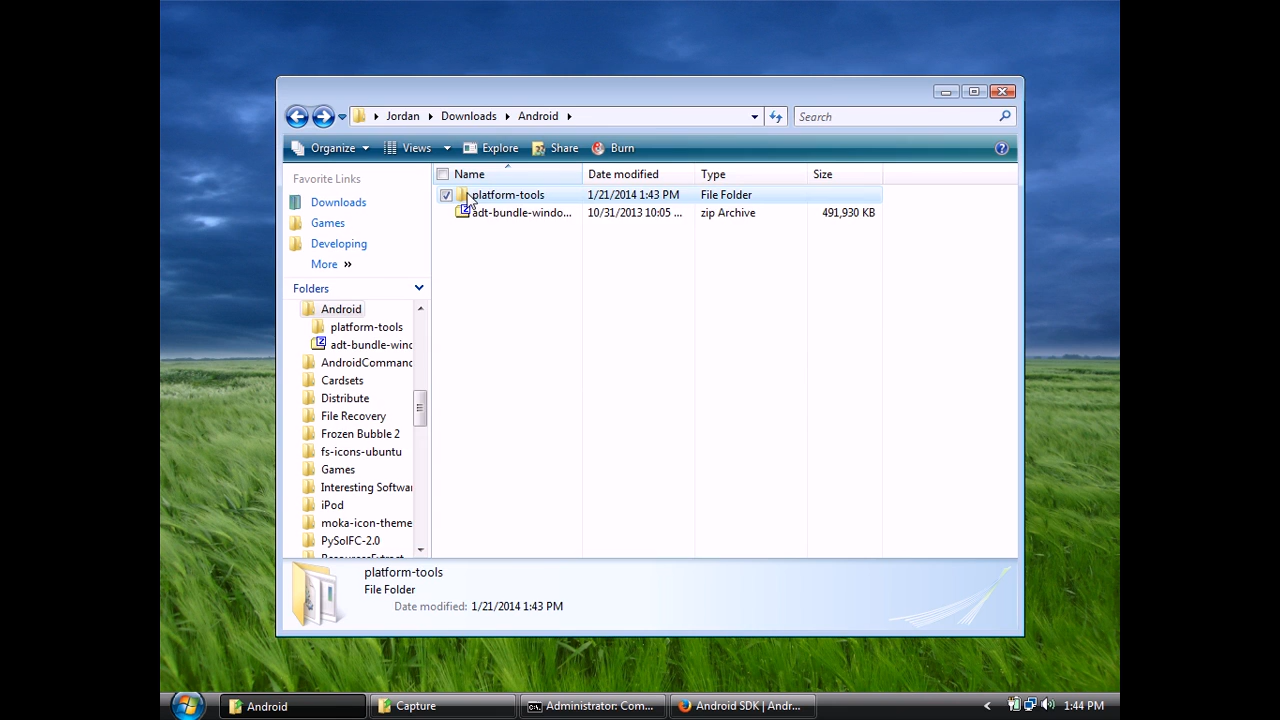 Jordan Downloads Android Search
Organize Views Explore Share Burn
Favorite Links
Downloads
Games
Developing
More
Folders
Android
platform-tools
adt-bundle-wind
AndroidCommand
Cardsets
Distribute
File Recovery
Frozen Bubble 2
fs-icons-ubuntu
Games
Interesting Softwar
iPod
moka-icon-theme
PySolFC-2.0
Name Date modified Type Size
platform-tools 1/21/2014 1:43 PM File Folder
adt-bundle-windo... 10/31/2013 10:05 ... zip Archive 491,930 KB
platform-tools
File Folder
Date modified: 1/21/2014 1:43 PM
Android Capture Administrator: Com... Android SDK | Andr... 1:44 PM